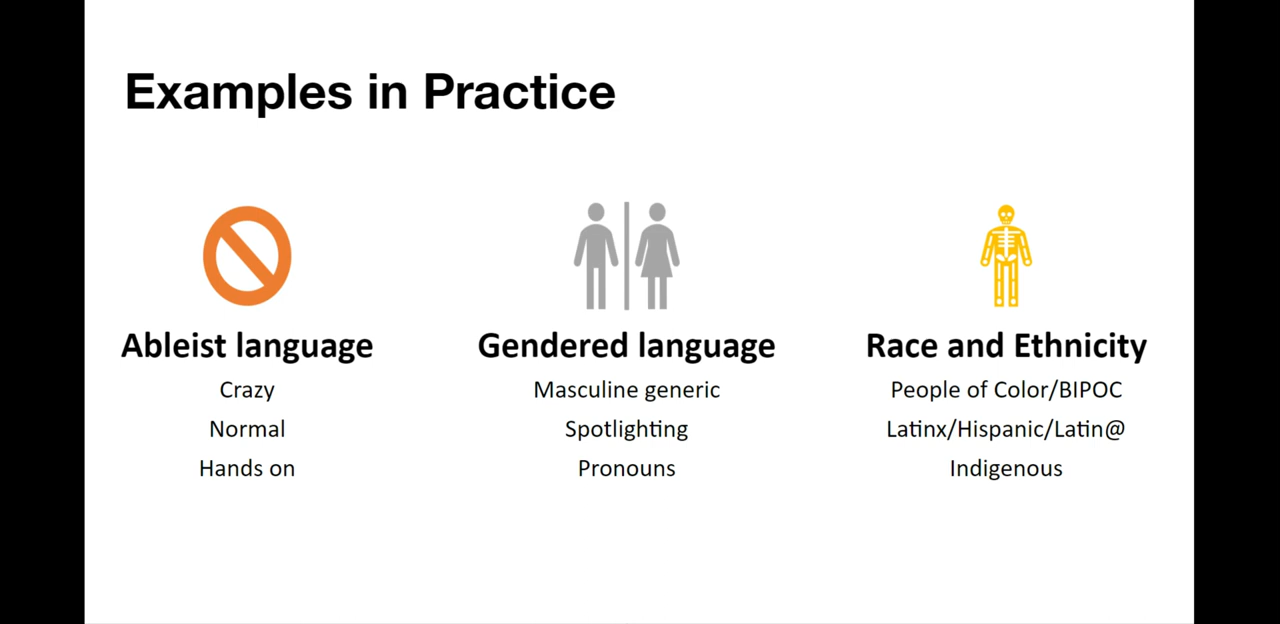 Examples in Practice
Ableist language
Crazy
Normal
Hands on
Gendered language
Masculine generic
Spotlighting
Pronouns
Race and Ethnicity
People of Color/BIPOC
Latinx/Hispanic/Latin@
Indigenous